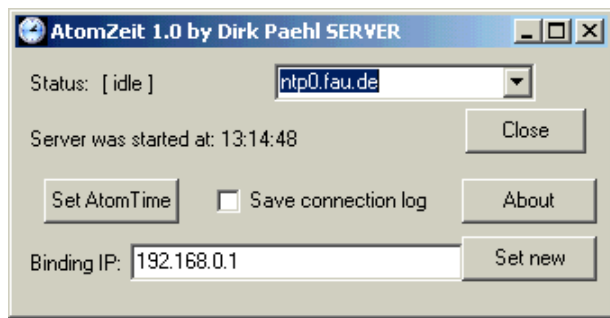 AtomZeit 1.0 by Dirk Paehl SERVER
Status: [ idle ] ntp0.fau.de
Server was started at: 13:14:48 Close
Set AtomTime Save connection log About
Binding IP: 192.168.0.1 Set new